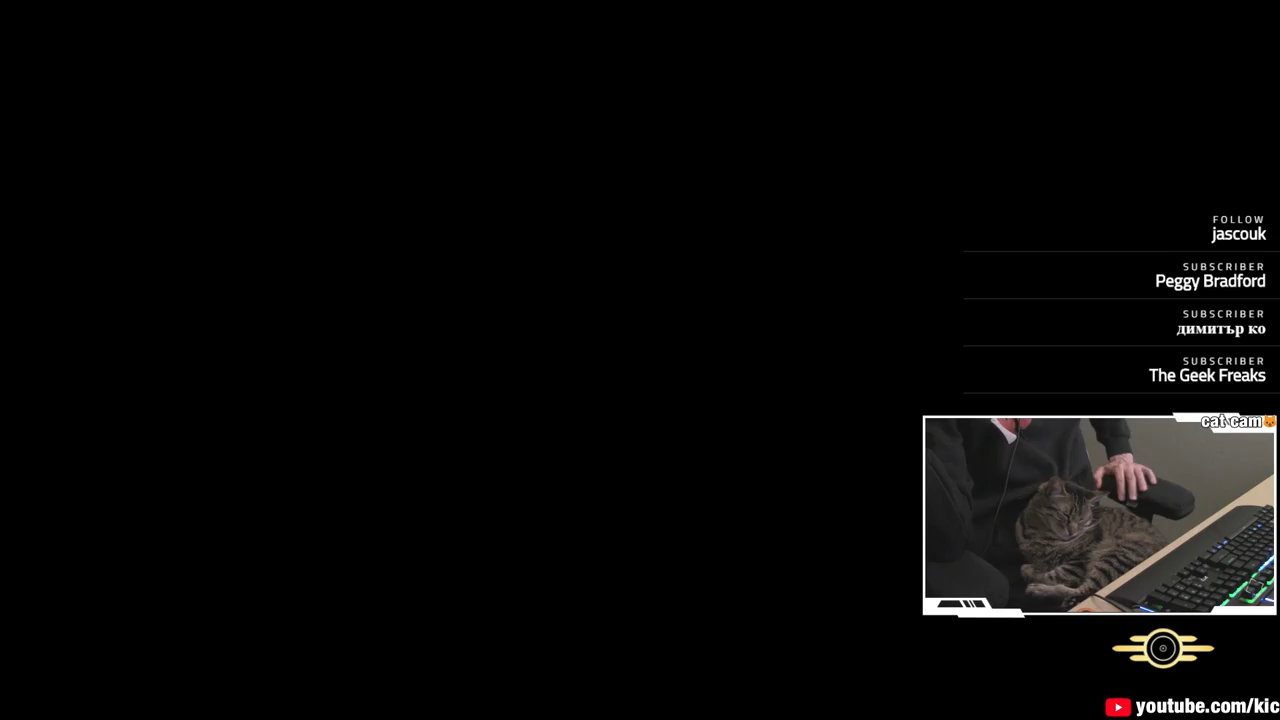 FOLLOW
jascouk
SUBSCRIBER
Peggy Bradford
SUBSCRIBER
димитър ко
SUBSCRIBER
The Geek Freaks
cat cam🐱
youtube.com/kic